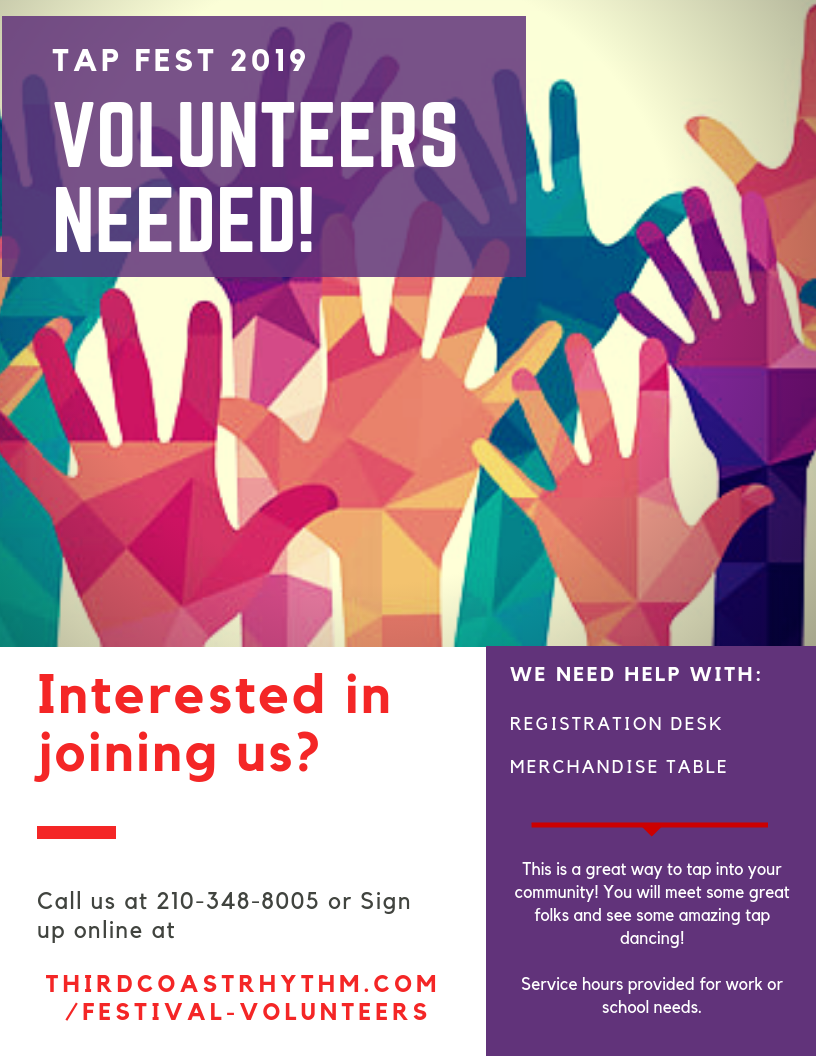 TAP FEST 2019
VOLUNTEERS
NEEDED!
Interested in
joining us?
Call us at 210-348-8005 or Sign
up online at
THIRDCOASTRHYTHM.COM
/FESTIVAL-VOLUNTEERS
WE NEED HELP WITH:
REGISTRATION DESK
MERCHANDISE TABLE
This is a great way to tap into your
community! You will meet some great
folks and see some amazing tap
dancing!
Service hours provided for work or
school needs.